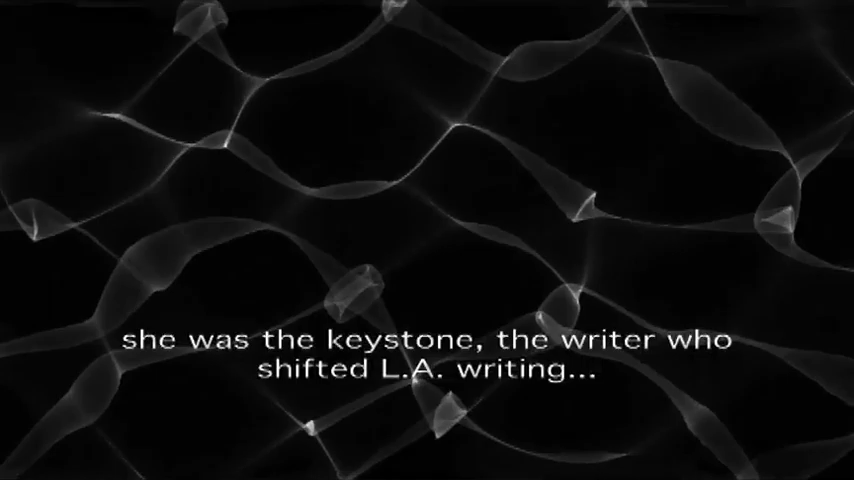 she was the keystone, the writer who
shifted L.A. writing...